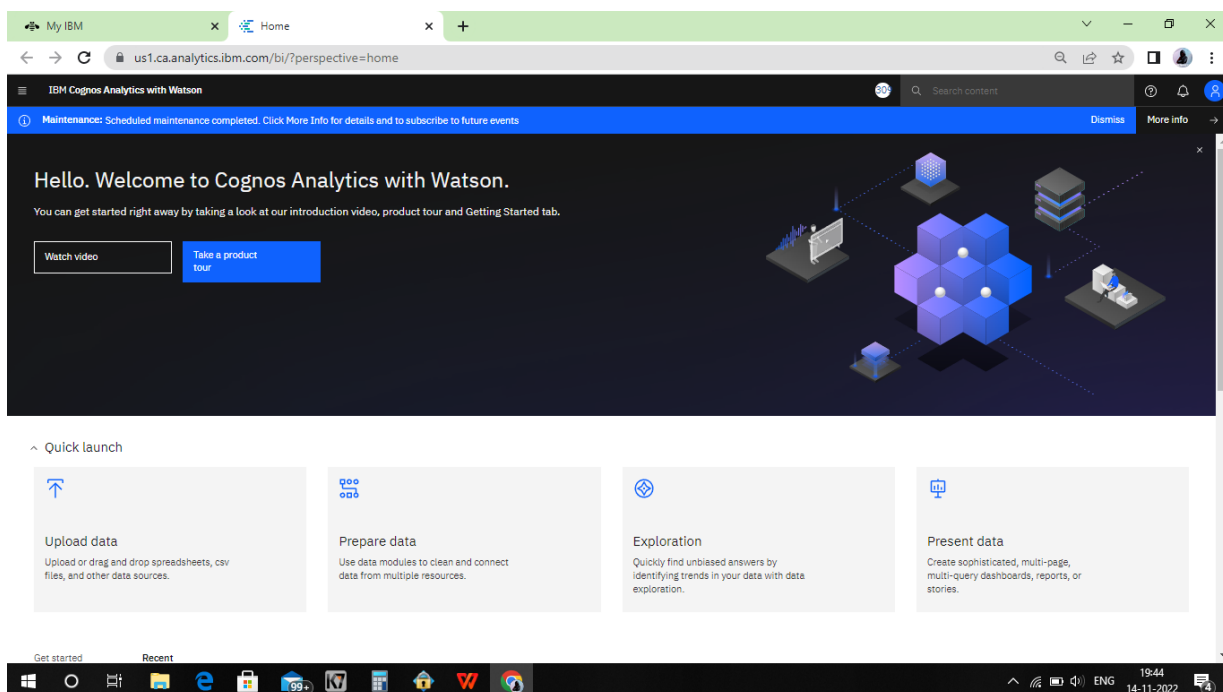 My IBM
Home
us1.ca.analytics.ibm.com/bi/?perspective=home
IBM Cognos Analytics with Watson
Search content
Maintenance: Scheduled maintenance completed. Click More Info for details and to subscribe to future events
Dismiss
More info
Hello. Welcome to Cognos Analytics with Watson.
You can get started right away by taking a look at our introduction video, product tour and Getting Started tab.
Watch video
Take a product
tour
Quick launch
Upload data
Upload or drag and drop spreadsheets, csv
files, and other data sources.
Prepare data
Use data modules to clean and connect
data from multiple resources.
Exploration
Quickly find unbiased answers by
identifying trends in your data with data
exploration.
Present data
Create sophisticated, multi-page,
multi-query dashboards, reports, or
stories.
Get started
Recent
99+
ENG
19:44
14-11-2022
4